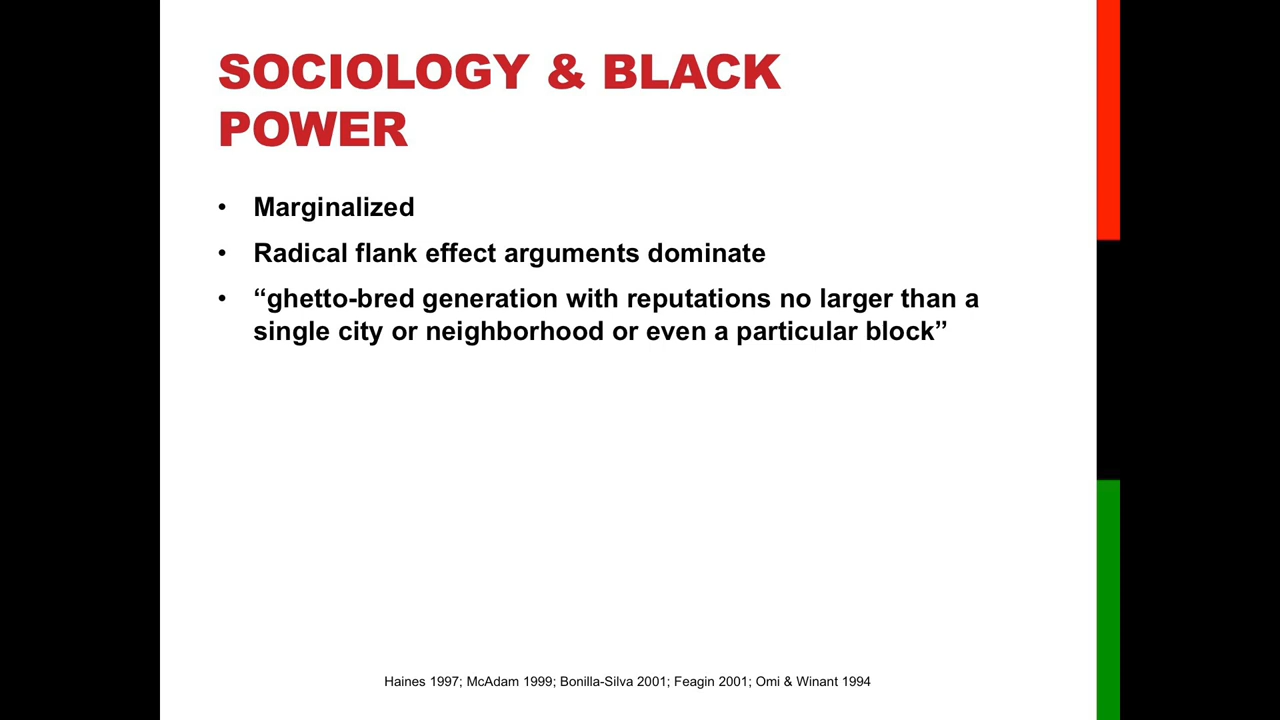 SOCIOLOGY & BLACK
POWER
• Marginalized
• Radical flank effect arguments dominate
• “ghetto-bred generation with reputations no larger than a
single city or neighborhood or even a particular block”
Haines 1997; McAdam 1999; Bonilla-Silva 2001; Feagin 2001; Omi & Winant 1994